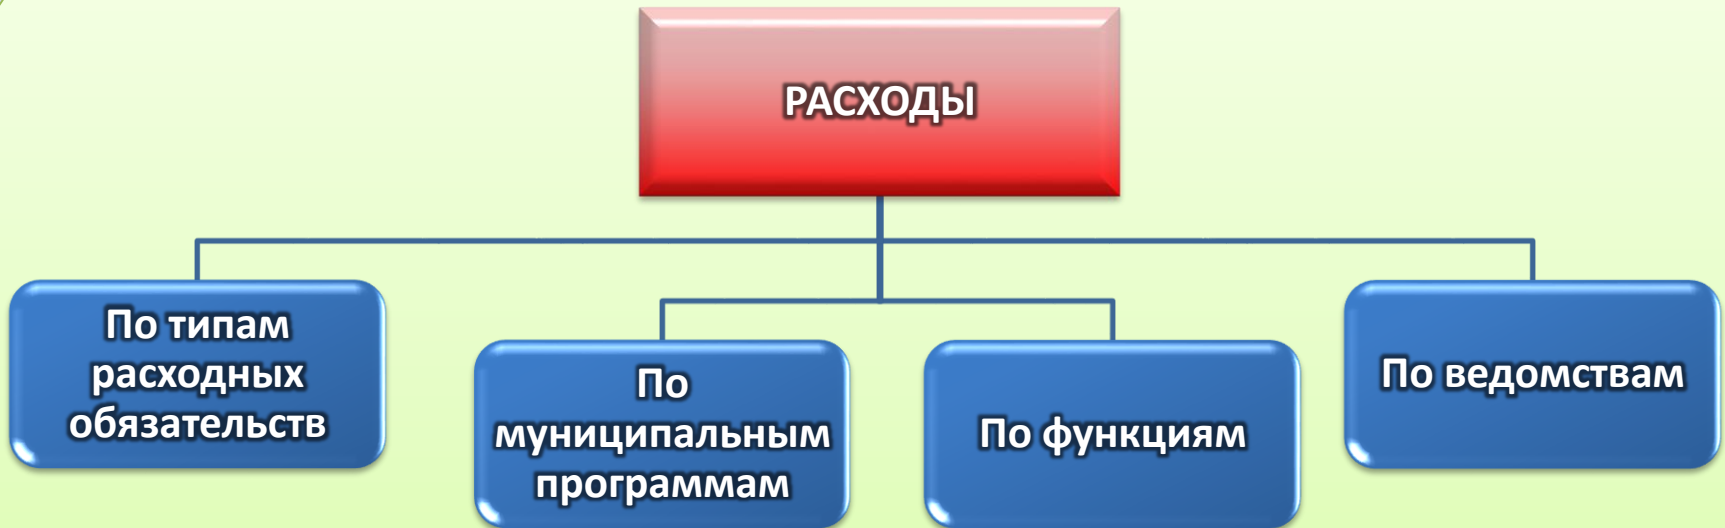 РАСХОДЫ
По типам
расходных
обязательств
По
муниципальным
программам
По функциям
По ведомствам